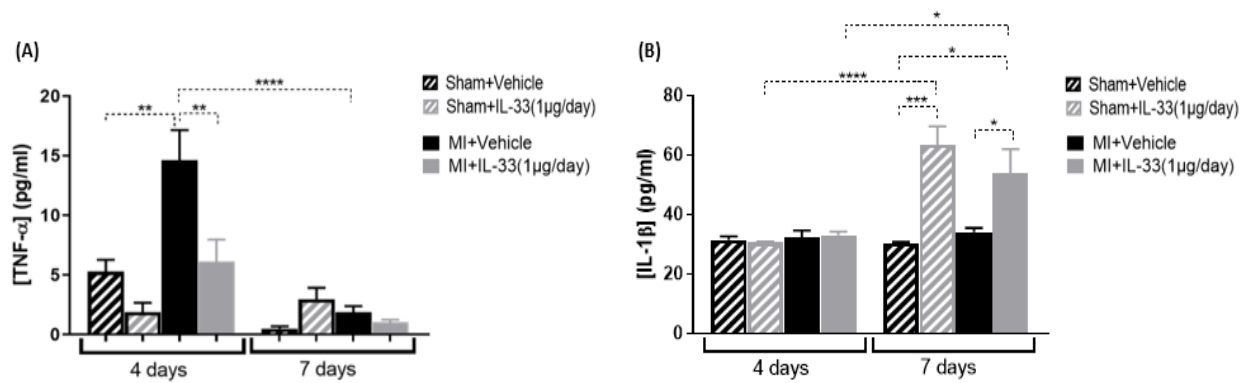 (A)
[TNF-α] (pg/ml)
20
15
10
5
0
**
**
****
4 days
7 days
Sham+Vehicle
Sham+IL-33(1µg/day)
MI+Vehicle
MI+IL-33(1µg/day)
(B)
[IL-1β] (pg/ml)
80
60
40
20
0
*
*
****
***
*
4 days
7 days
Sham+Vehicle
Sham+IL-33(1µg/day)
MI+Vehicle
MI+IL-33(1µg/day)